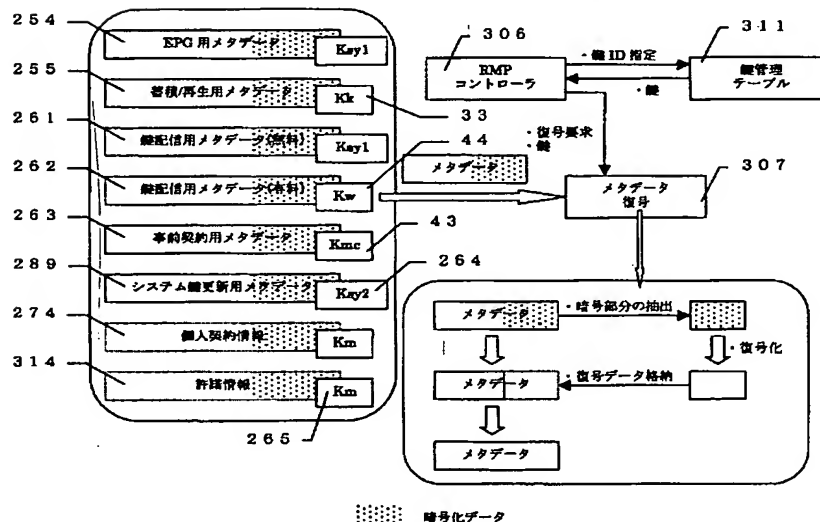 254
EPG用メタデータ
Ksy1
255
蓄積/再生用メタデータ
Kk
33
261
鍵配信用メタデータ(無料)
Ksy1
262
鍵配信用メタデータ(有料)
Kw
44
263
事前契約用メタデータ
Kmc
43
289
システム鍵更新用メタデータ
Ksy2
264
274
個人契約情報
Km
314
許諾情報
Km
265
306
RMP
コントローラ
・鍵ID指定
・鍵
311
鍵管理
テーブル
・復号要求
・鍵
メタデータ
307
メタデータ
復号
メタデータ
・暗号部分の抽出
・復号化
メタデータ
・復号データ格納
メタデータ
暗号化データ